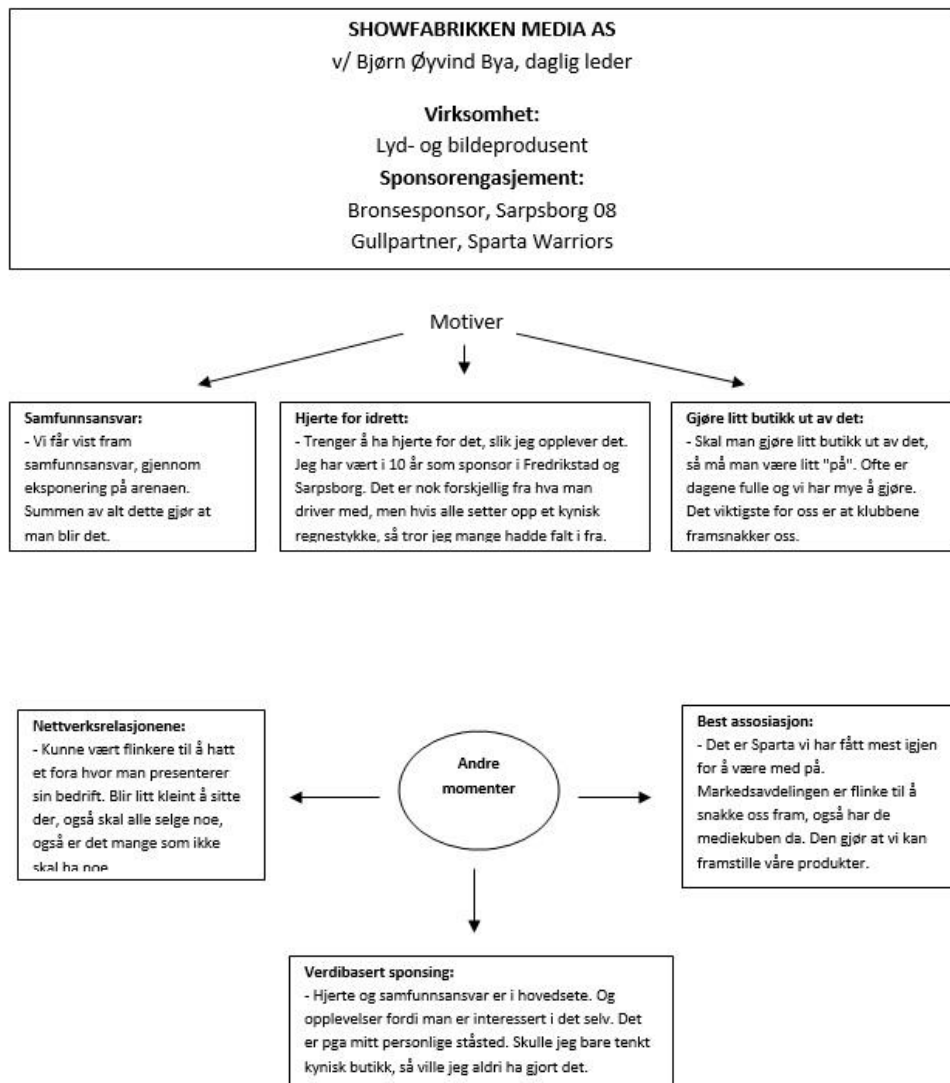 SHOWFABRIKKEN MEDIA AS
v/ Bjørn Øyvind Bya, daglig leder
Virksomhet:
Lyd- og bildeprodusent
Sponsorengasjement:
Bronsesponsor, Sarpsborg 08
Gullpartner, Sparta Warriors
Motiver
Samfunnsansvar:
- Vi får vist fram
samfunnsansvar, gjennom
eksponering på arenaen.
Summen av alt dette gjør at
man blir det.
Hjerte for idrett:
- Trenger å ha hjerte for det, slik jeg opplever det.
Jeg har vært i 10 år som sponsor i Fredrikstad og
Sarpsborg. Det er nok forskjellig fra hva man
driver med, men hvis alle setter opp et kynisk
regnestykke, så tror jeg mange hadde falt i fra.
Gjøre litt butikk ut av det:
- Skal man gjøre litt butikk ut av det,
så må man være litt "på". Ofte er
dagene fulle og vi har mye å gjøre.
Det viktigste for oss er at klubbene
framsnakker oss.
Nettverksrelasjonene:
- Kunne vært flinkere til å hatt
et fora hvor man presenterer
sin bedrift. Blir litt kleint å sitte
der, også skal alle selge noe,
også er det mange som ikke
skal ha noe
Andre
momenter
Best assosiasjon:
- Det er Sparta vi har fått mest igjen
for å være med på.
Markedsavdelingen er flinke til å
snakke oss fram, også har de
mediekuben da. Den gjør at vi kan
framstille våre produkter.
Verdibasert sponsing:
- Hjerte og samfunnsansvar er i hovedsete. Og
opplevelser fordi man er interessert i det selv. Det
er pga mitt personlige ståsted. Skulle jeg bare tenkt
kynisk butikk, så ville jeg aldri ha gjort det.